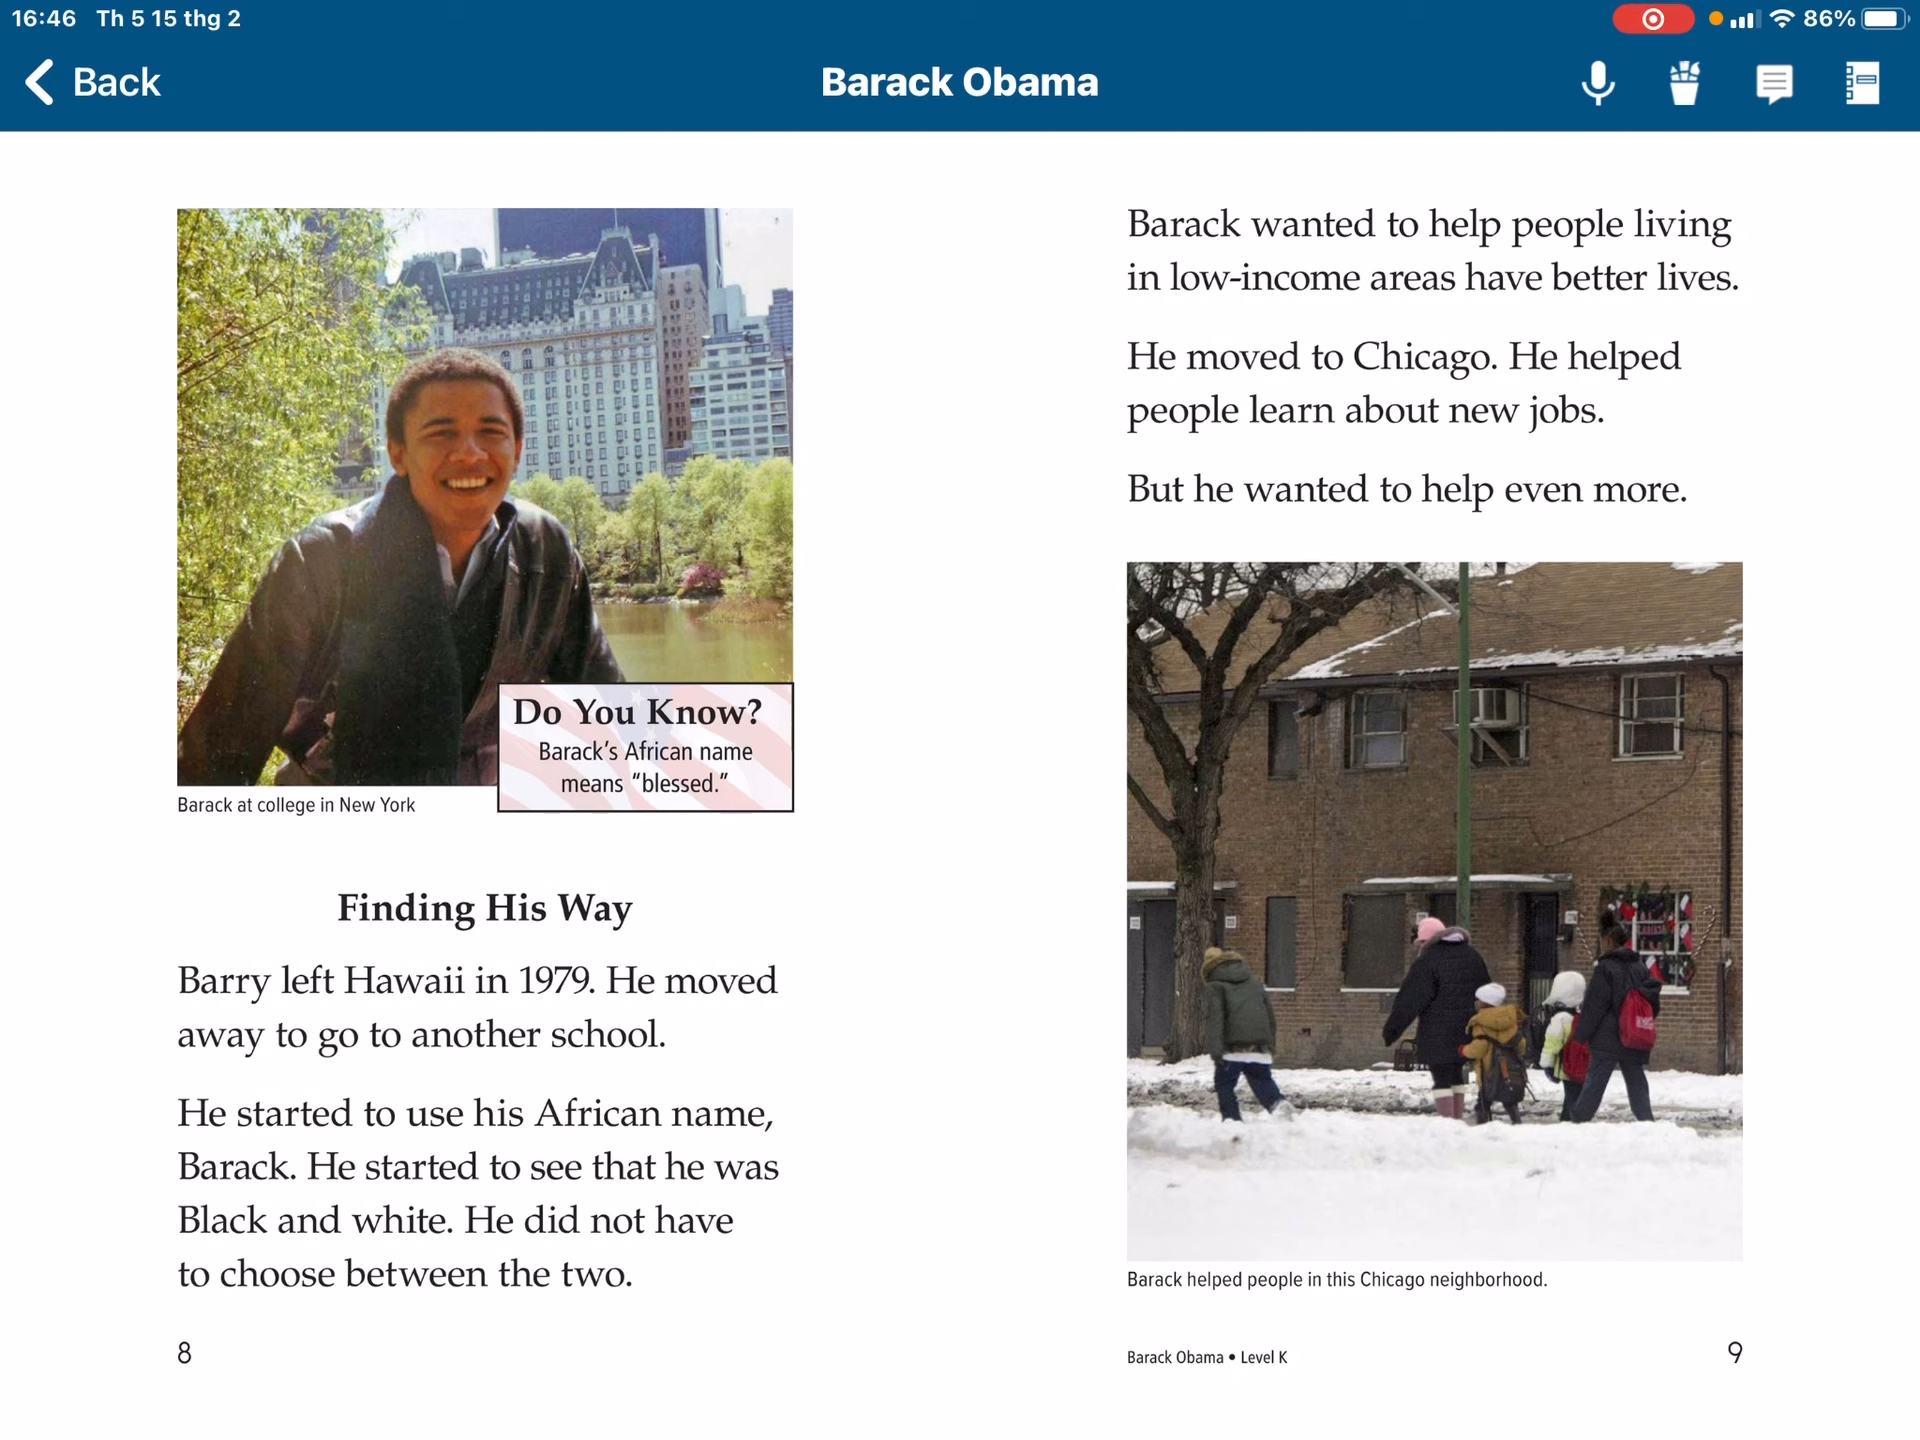 16:46 Th 5 15 thg 2
86%
Back
Barack Obama
Do You Know?
Barack's African name
means "blessed."
Barack at college in New York
Finding His Way
Barry left Hawaii in 1979. He moved
away to go to another school.
He started to use his African name,
Barack. He started to see that he was
Black and white. He did not have
to choose between the two.
8
Barack wanted to help people living
in low-income areas have better lives.
He moved to Chicago. He helped
people learn about new jobs.
But he wanted to help even more.
Barack helped people in this Chicago neighborhood.
Barack Obama • Level K
9